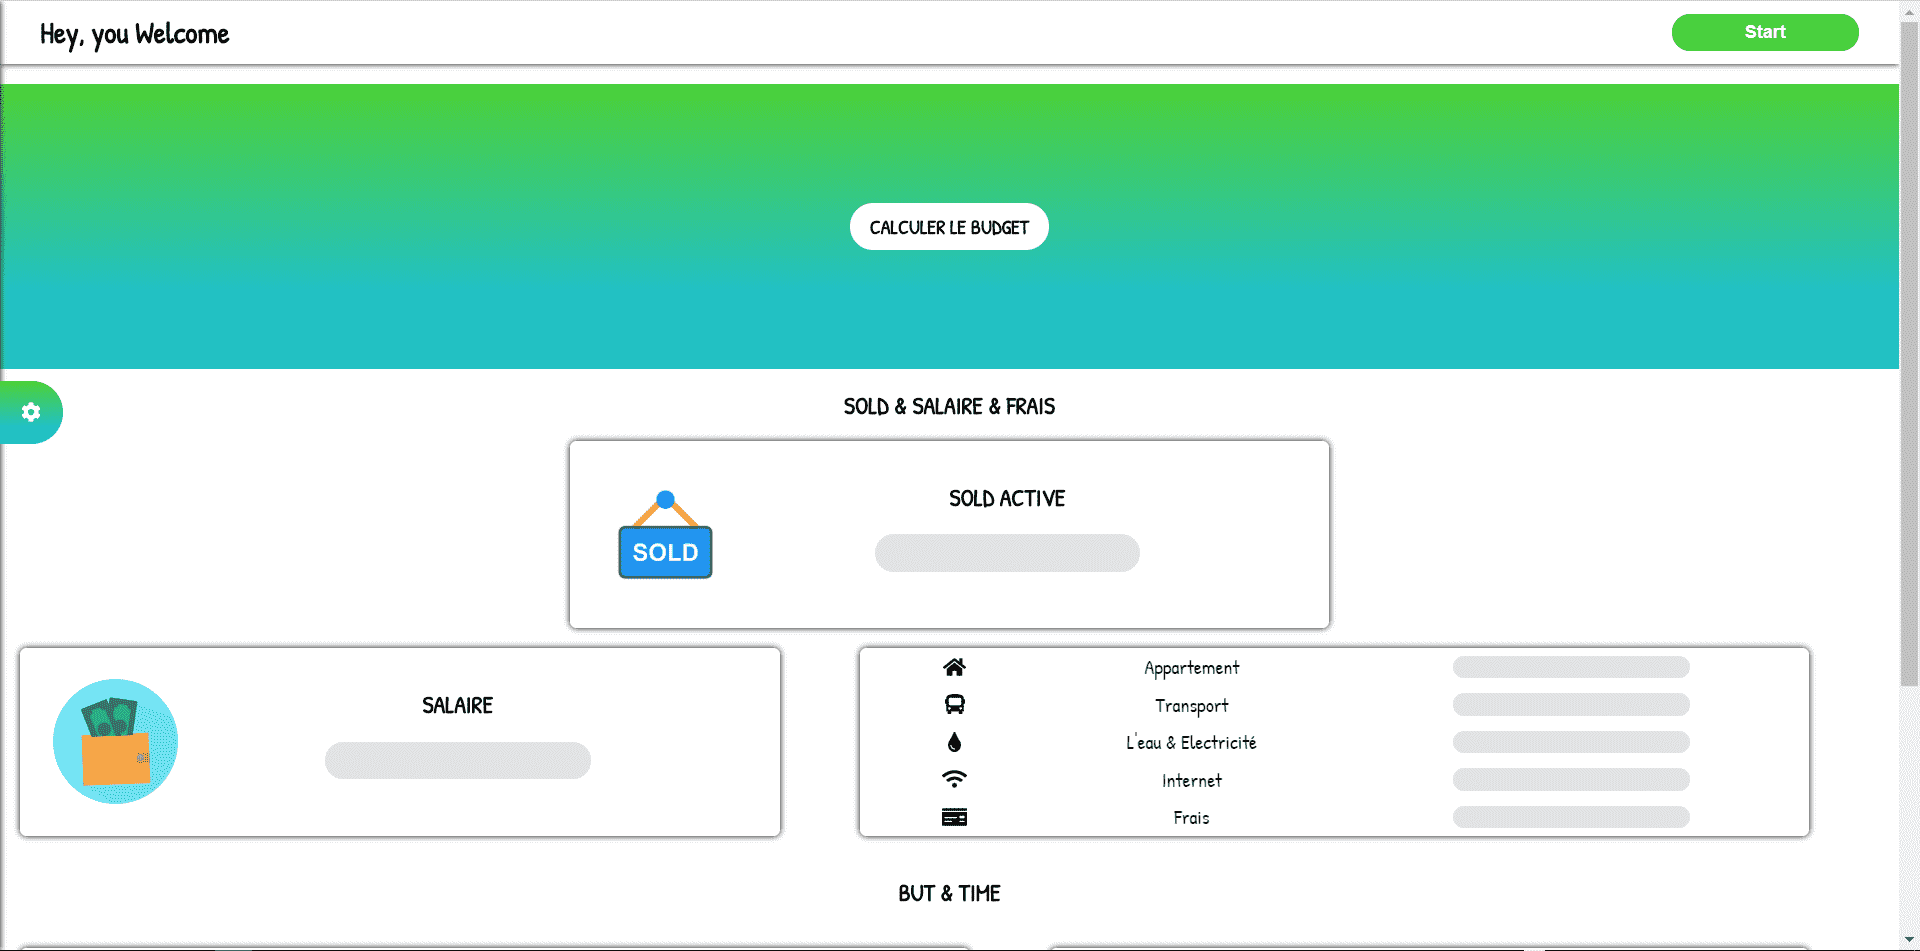 Hey, you Welcome
Start
CALCULER LE BUDGET
SOLD & SALAIRE & FRAIS
SOLD ACTIVE
SOLD
SALAIRE
Appartement
Transport
L'eau & Electricité
Internet
Frais
BUT & TIME